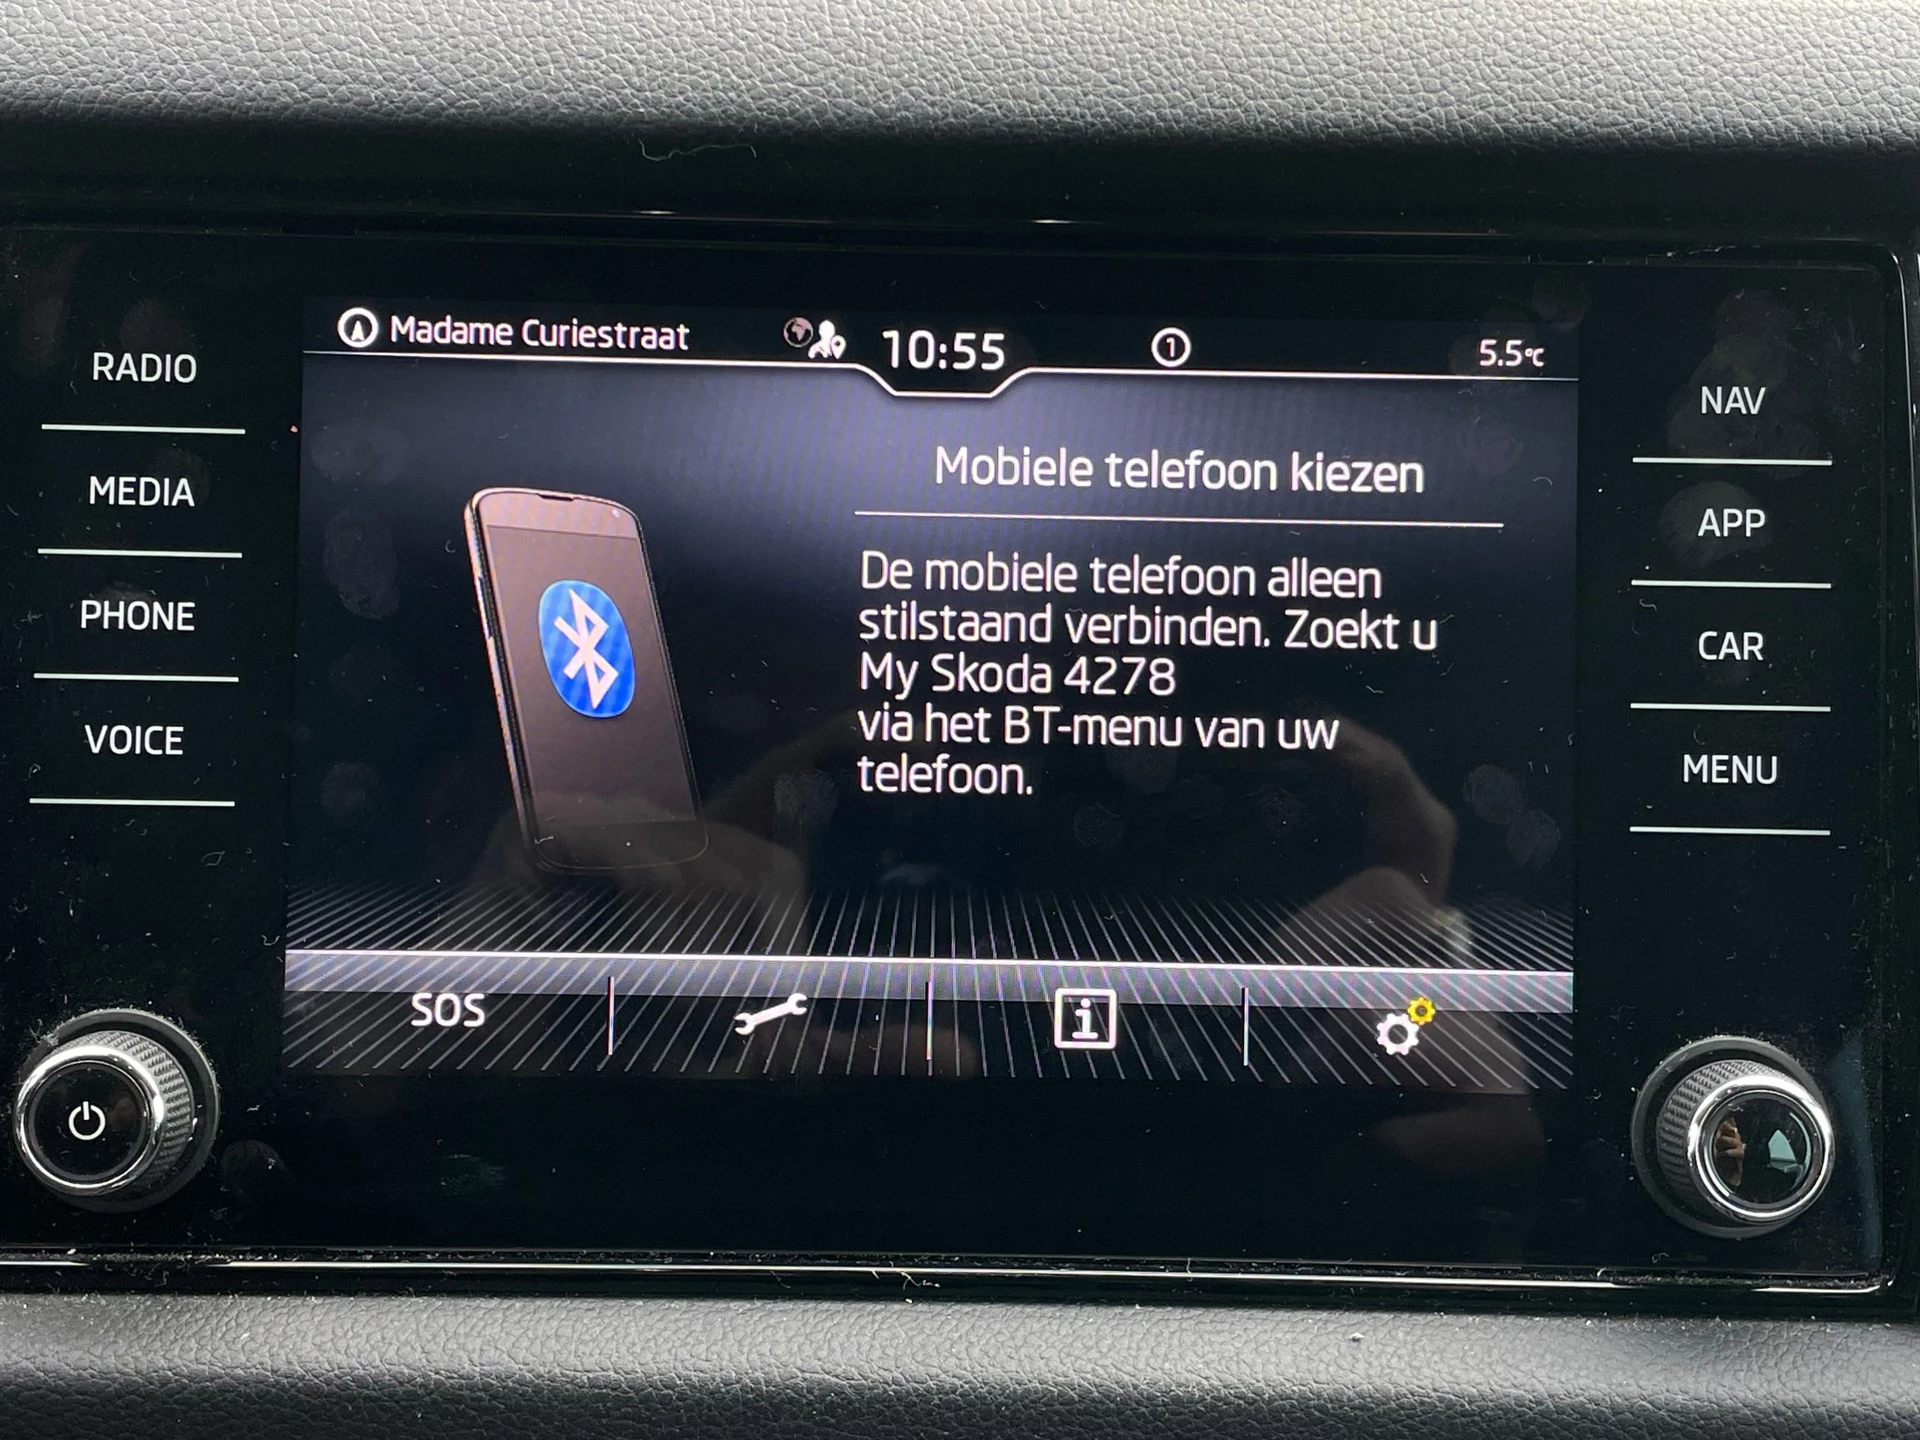 Madame Curiestraat
10:55
1
5.5°C
RADIO
MEDIA
PHONE
VOICE
Mobiele telefoon kiezen
De mobiele telefoon alleen
stilstaand verbinden. Zoekt u
My Skoda 4278
via het BT-menu van uw
telefoon.
SOS
i
NAV
APP
CAR
MENU